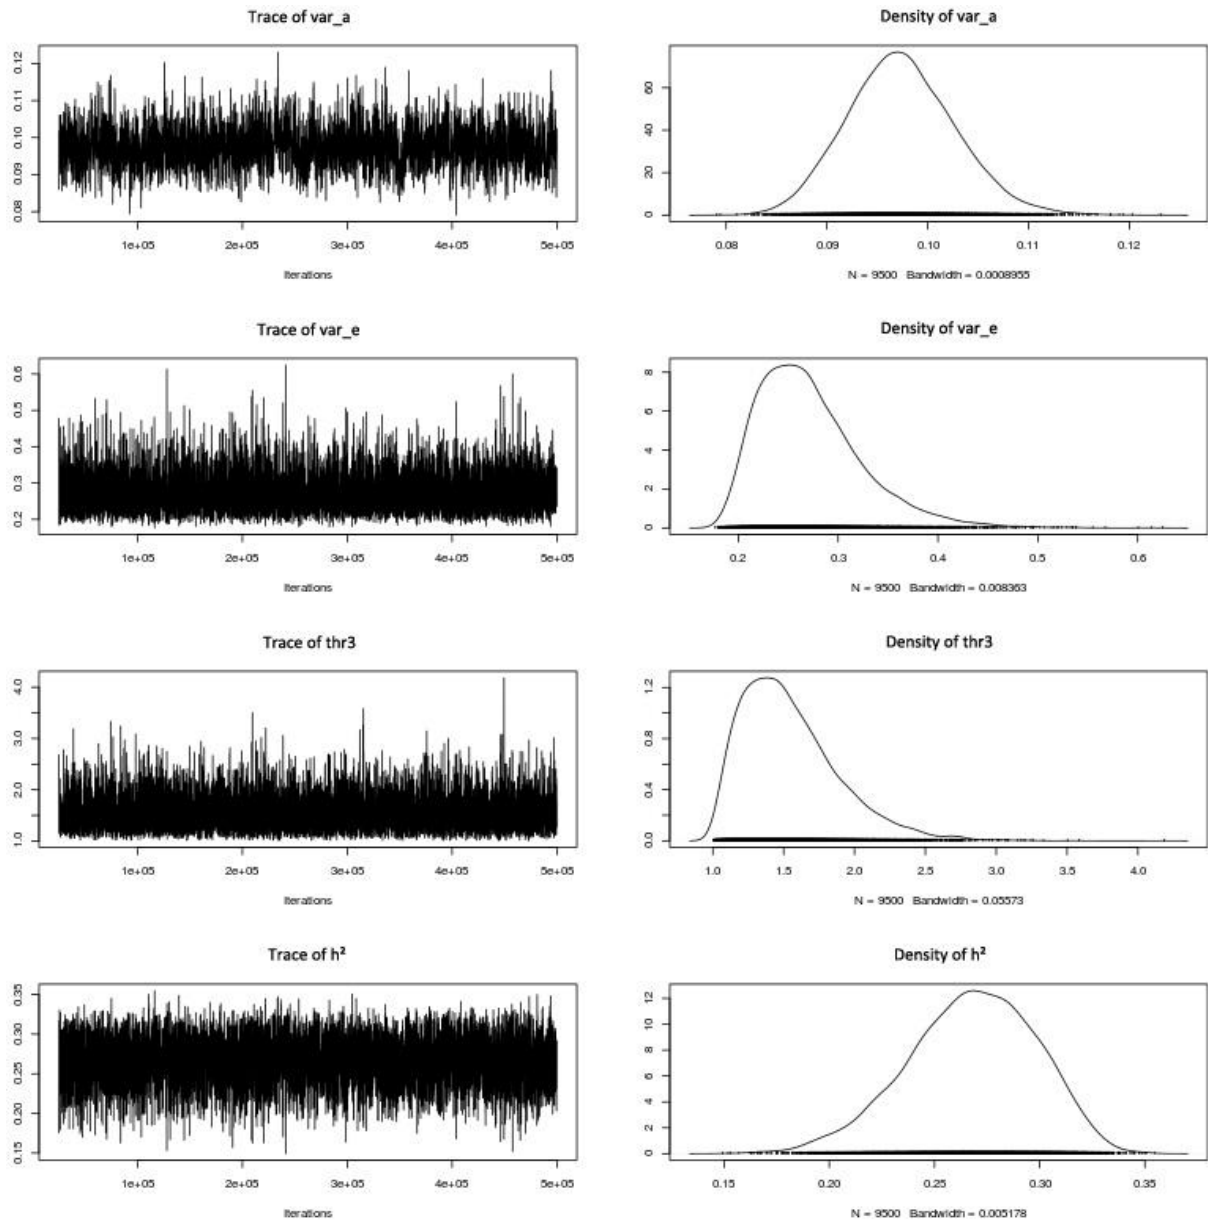 Trace of var_a
0.12
0.11
0.10
0.09
0.08
1e+05 2e+05 3e+05 4e+05 5e+05
Iterations
Density of var_a
60
40
20
0
0.08 0.09 0.10 0.11 0.12
N = 9500 Bandwidth = 0.0008955
Trace of var_e
0.6
0.5
0.4
0.3
0.2
1e+05 2e+05 3e+05 4e+05 5e+05
Iterations
Density of var_e
8
6
4
2
0
0.2 0.3 0.4 0.5 0.6
N = 9500 Bandwidth = 0.008363
Trace of thr3
4.0
3.0
2.0
1.0
1e+05 2e+05 3e+05 4e+05 5e+05
Iterations
Density of thr3
1.2
0.8
0.4
0.0
1.0 1.5 2.0 2.5 3.0 3.5 4.0
N = 9500 Bandwidth = 0.05573
Trace of h²
0.35
0.30
0.25
0.20
0.15
1e+05 2e+05 3e+05 4e+05 5e+05
Iterations
Density of h²
12
10
8
6
4
2
0
0.15 0.20 0.25 0.30 0.35
N = 9500 Bandwidth = 0.005178